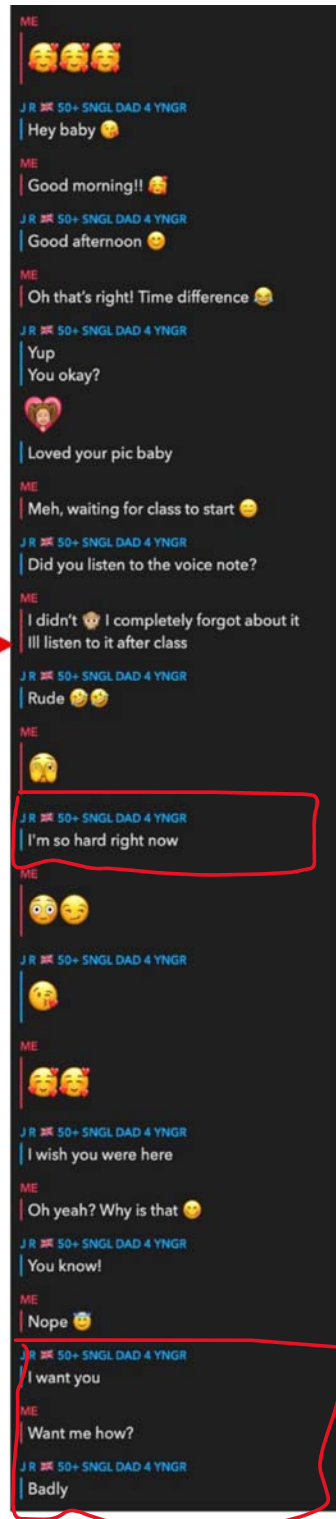 ME
🥰🥰🥰
J R 🇬🇧 50+ SNGL DAD 4 YNGR
Hey baby 😘
ME
Good morning!! 🥰
J R 🇬🇧 50+ SNGL DAD 4 YNGR
Good afternoon 😊
ME
Oh that's right! Time difference 😂
J R 🇬🇧 50+ SNGL DAD 4 YNGR
Yup
You okay?
Loved your pic baby
ME
Meh, waiting for class to start 😑
J R 🇬🇧 50+ SNGL DAD 4 YNGR
Did you listen to the voice note?
ME
I didn't 🙊 I completely forgot about it
Ill listen to it after class
J R 🇬🇧 50+ SNGL DAD 4 YNGR
Rude 🤣🤣
ME
🫣
J R 🇬🇧 50+ SNGL DAD 4 YNGR
I'm so hard right now
ME
😳😏
J R 🇬🇧 50+ SNGL DAD 4 YNGR
😘
ME
🥰🥰
J R 🇬🇧 50+ SNGL DAD 4 YNGR
I wish you were here
ME
Oh yeah? Why is that 😋
J R 🇬🇧 50+ SNGL DAD 4 YNGR
You know!
ME
Nope 😇
J R 🇬🇧 50+ SNGL DAD 4 YNGR
I want you
ME
Want me how?
J R 🇬🇧 50+ SNGL DAD 4 YNGR
Badly